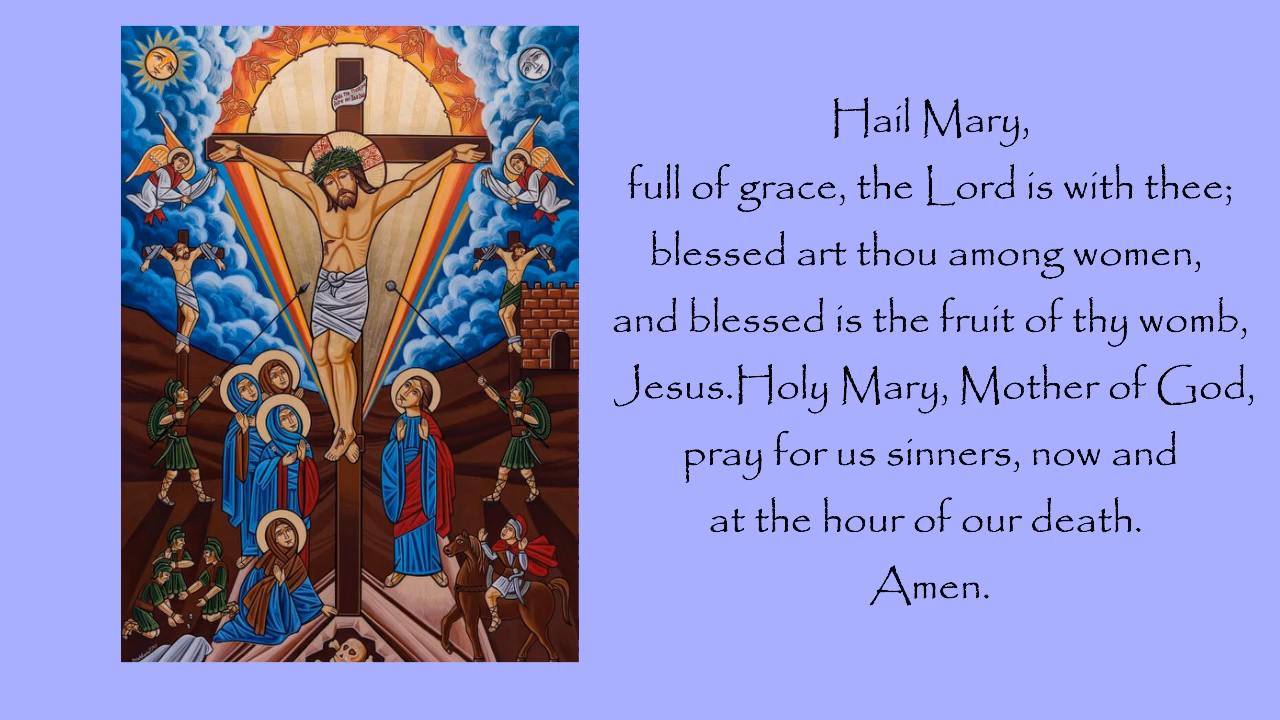 Hail Mary,
full of grace, the Lord is with thee;
blessed art thou among women,
and blessed is the fruit of thy womb,
Jesus.Holy Mary, Mother of God,
pray for us sinners, now and
at the hour of our death.
Amen.